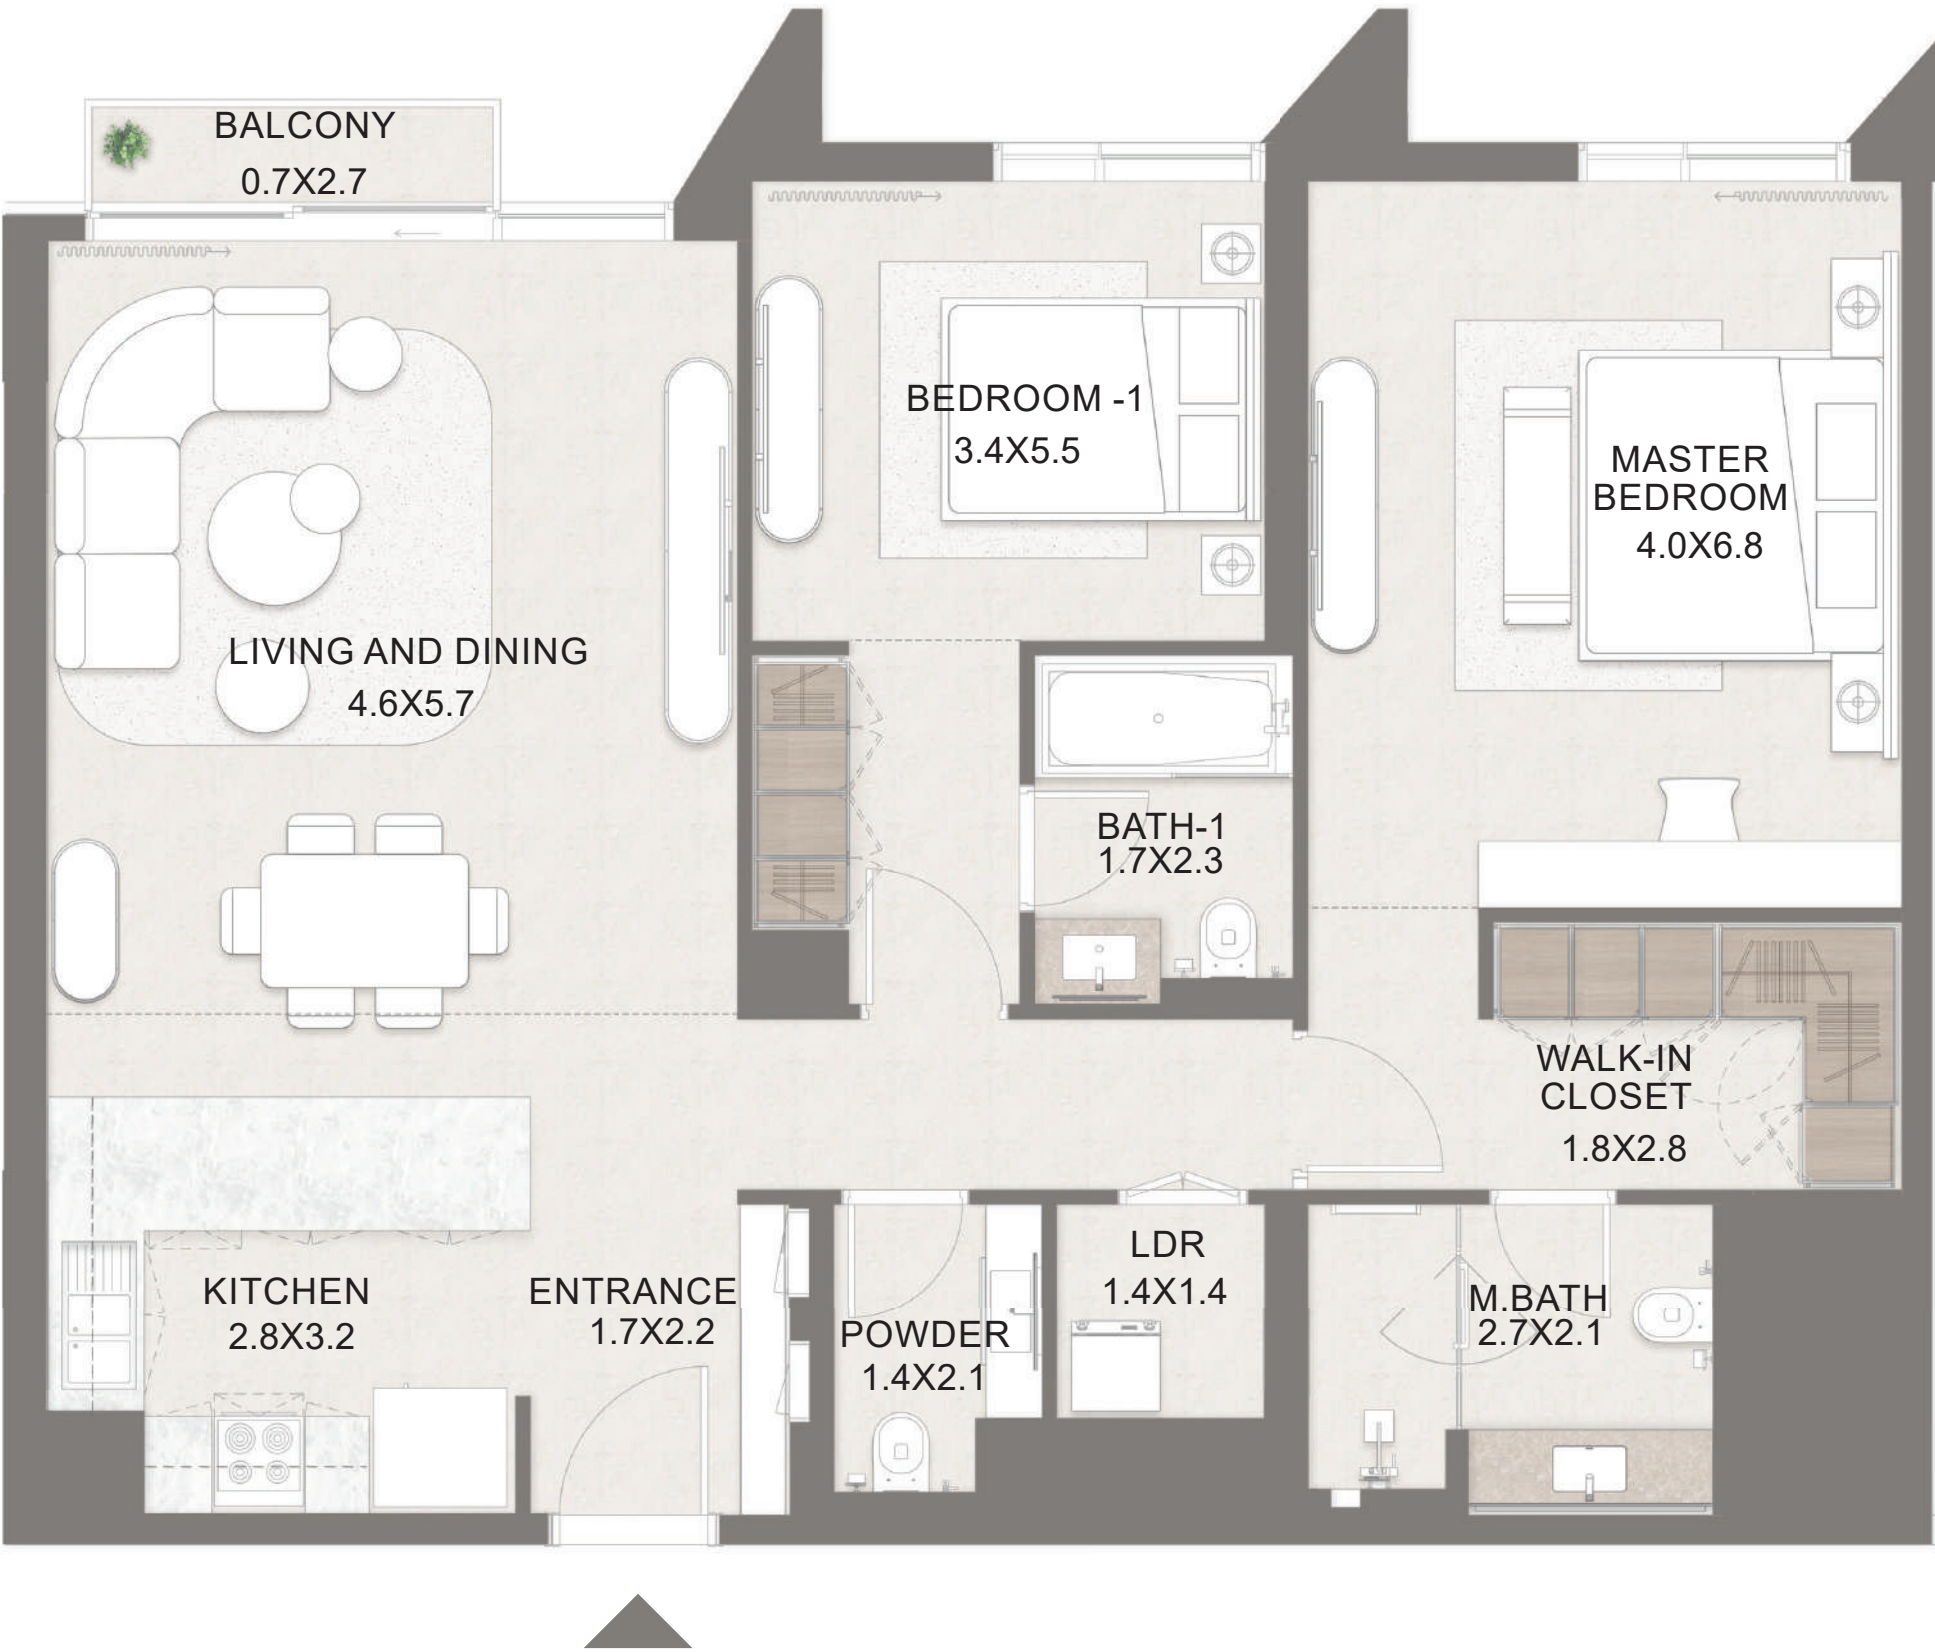 BALCONY
0.7X2.7
BEDROOM -1
3.4X5.5
MASTER
BEDROOM
4.0X6.8
LIVING AND DINING
4.6X5.7
BATH-1
1.7X2.3
WALK-IN
CLOSET
1.8X2.8
KITCHEN
2.8X3.2
ENTRANCE
1.7X2.2
POWDER
1.4X2.1
LDR
1.4X1.4
M.BATH
2.7X2.1